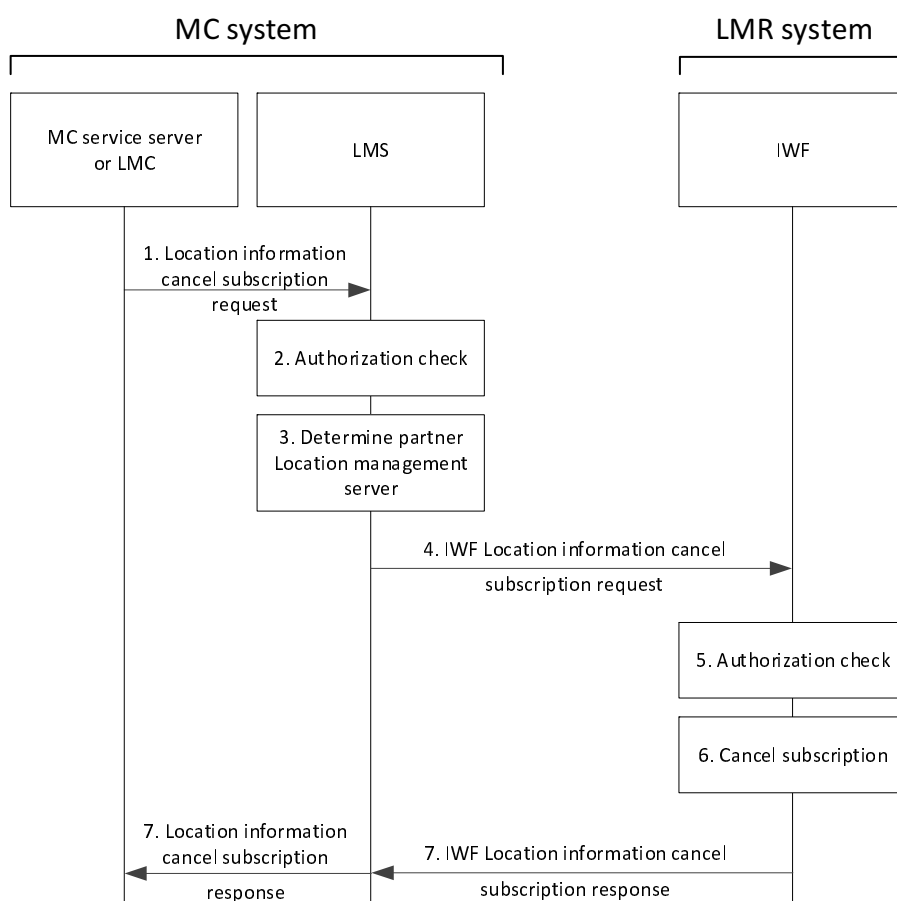 MC system
LMR system
MC service server
or LMC
LMS
IWF
1. Location information
cancel subscription
request
2. Authorization check
3. Determine partner
Location management
server
4. IWF Location information cancel
subscription request
5. Authorization check
6. Cancel subscription
7. Location information
cancel subscription
response
7. IWF Location information cancel
subscription response